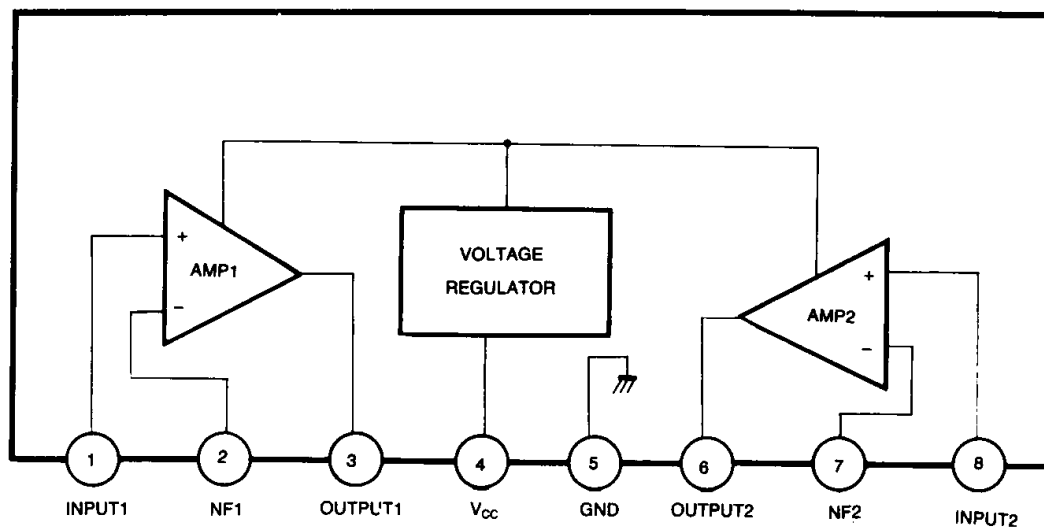 VOLTAGE
REGULATOR
+
AMP1
−
+
AMP2
−
1 2 3 4 5 6 7 8
INPUT1 NF1 OUTPUT1 VCC GND OUTPUT2 NF2 INPUT2